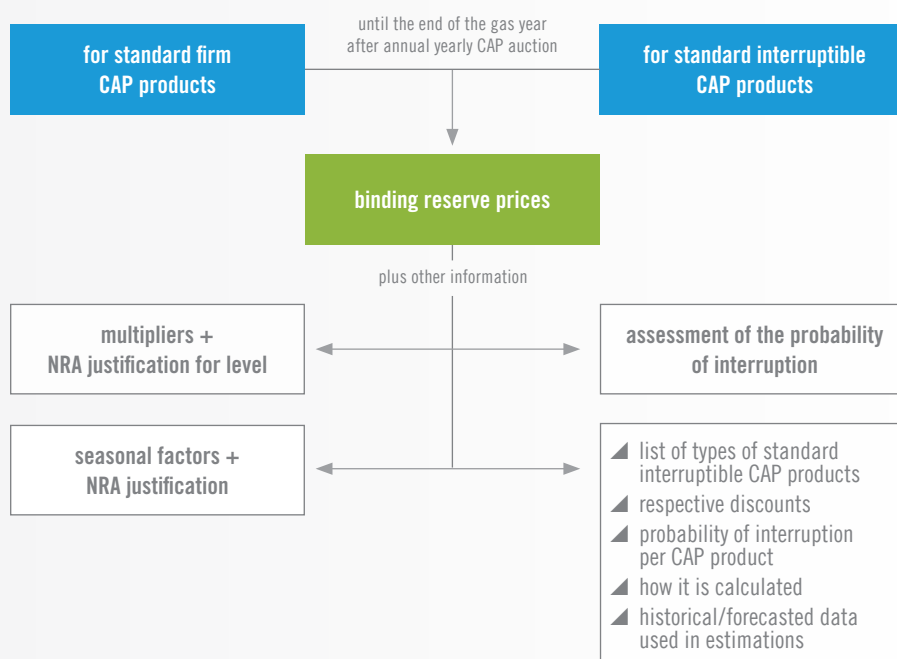 until the end of the gas year
after annual yearly CAP auction
for standard firm
CAP products
for standard interruptible
CAP products
binding reserve prices
plus other information
multipliers +
NRA justification for level
assessment of the probability
of interruption
seasonal factors +
NRA justification
list of types of standard
interruptible CAP products
respective discounts
probability of interruption
per CAP product
how it is calculated
historical/forecasted data
used in estimations